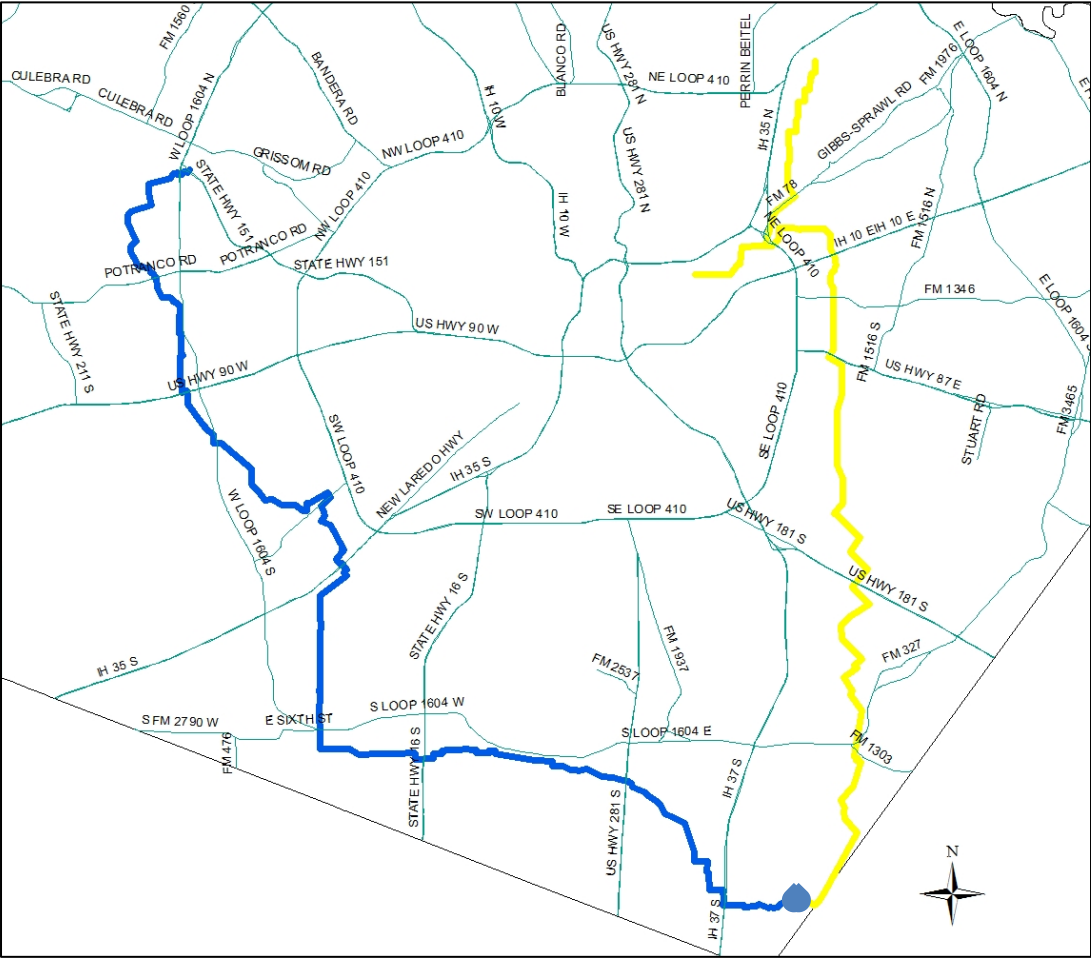 FM 1560
CULEBRA RD
CULEBRA RD
W LOOP 1604 N
BANDERA RD
GRISSOM RD
NW LOOP 410
IH 10 W
BLANCO RD
US HWY 281 N
NE LOOP 410
PERRIN BEITEL
IH 35 N
GIBBS-SPRAWL RD
FM 1976
E LOOP 1604 N
US HWY 281 N
FM 78
STATE HWY 151
NW LOOP 410
IH 10 W
NE LOOP 410
IH 10 E
IH 10 E
FM 1516 N
POTRANCO RD
POTRANCO RD
STATE HWY 151
FM 1346
E LOOP 1604 S
STATE HWY 211 S
US HWY 90 W
US HWY 90 W
FM 1516 S
US HWY 87 E
FM 3465
STUART RD
SE LOOP 410
SW LOOP 410
NEW LAREDO HWY
IH 35 S
W LOOP 1604 S
SW LOOP 410
SE LOOP 410
US HWY 181 S
US HWY 181 S
STATE HWY 16 S
FM 1937
FM 2537
FM 327
IH 35 S
S FM 2790 W
E SIXTH ST
S LOOP 1604 W
S LOOP 1604 E
FM 1303
FM 476
STATE HWY 16 S
US HWY 281 S
IH 37 S
IH 37 S
N